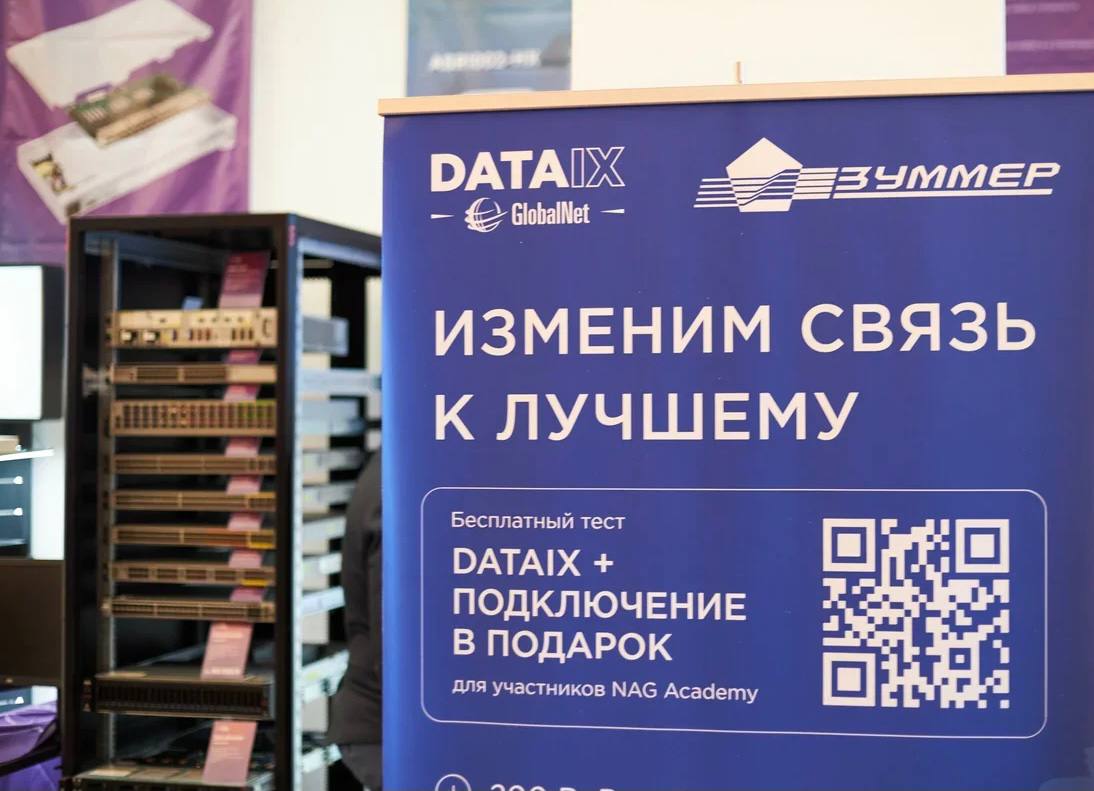 DATAIX
GlobalNet
ЗУММЕР
ИЗМЕНИМ СВЯЗЬ
К ЛУЧШЕМУ
Бесплатный тест
DATAIX +
ПОДКЛЮЧЕНИЕ
В ПОДАРОК
для участников NAG Academy